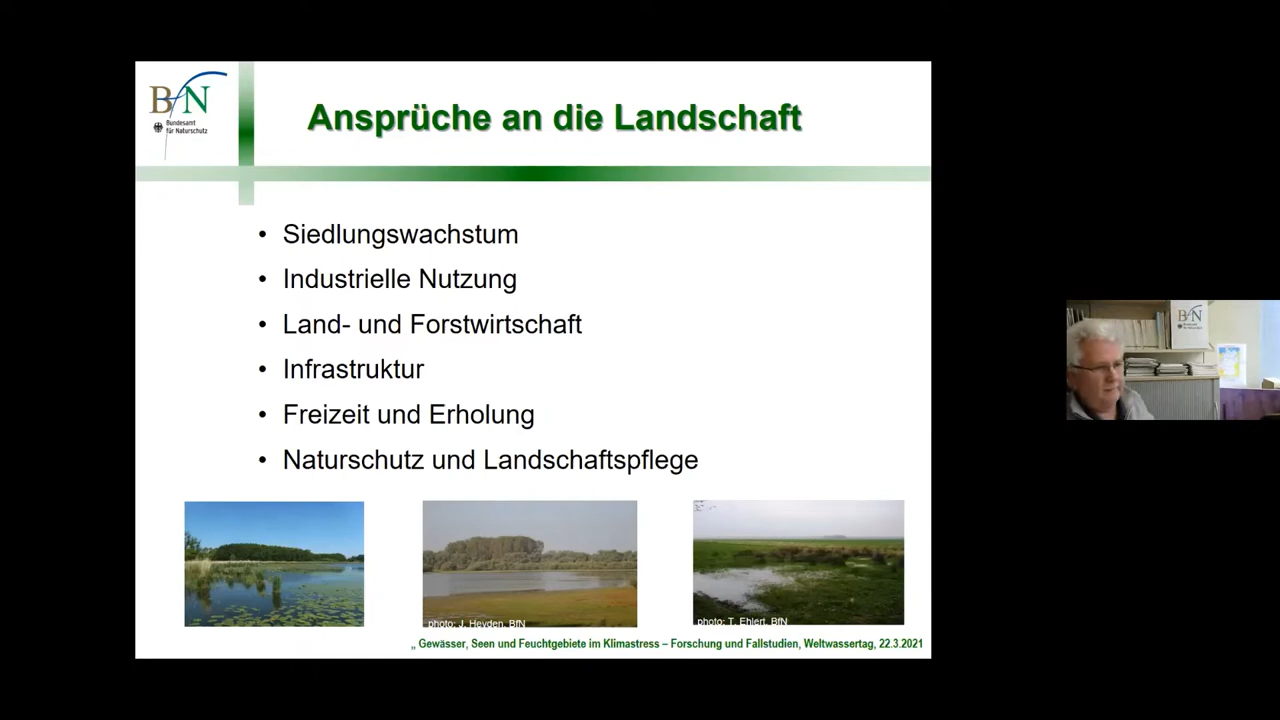 BfN
Bundesamt
für Naturschutz
Ansprüche an die Landschaft
• Siedlungswachstum
• Industrielle Nutzung
• Land- und Forstwirtschaft
• Infrastruktur
• Freizeit und Erholung
• Naturschutz und Landschaftspflege
photo: J. Heyden, BfN
photo: T. Ehlert, BfN
„ Gewässer, Seen und Feuchtgebiete im Klimastress – Forschung und Fallstudien, Weltwassertag, 22.3.2021
BfN